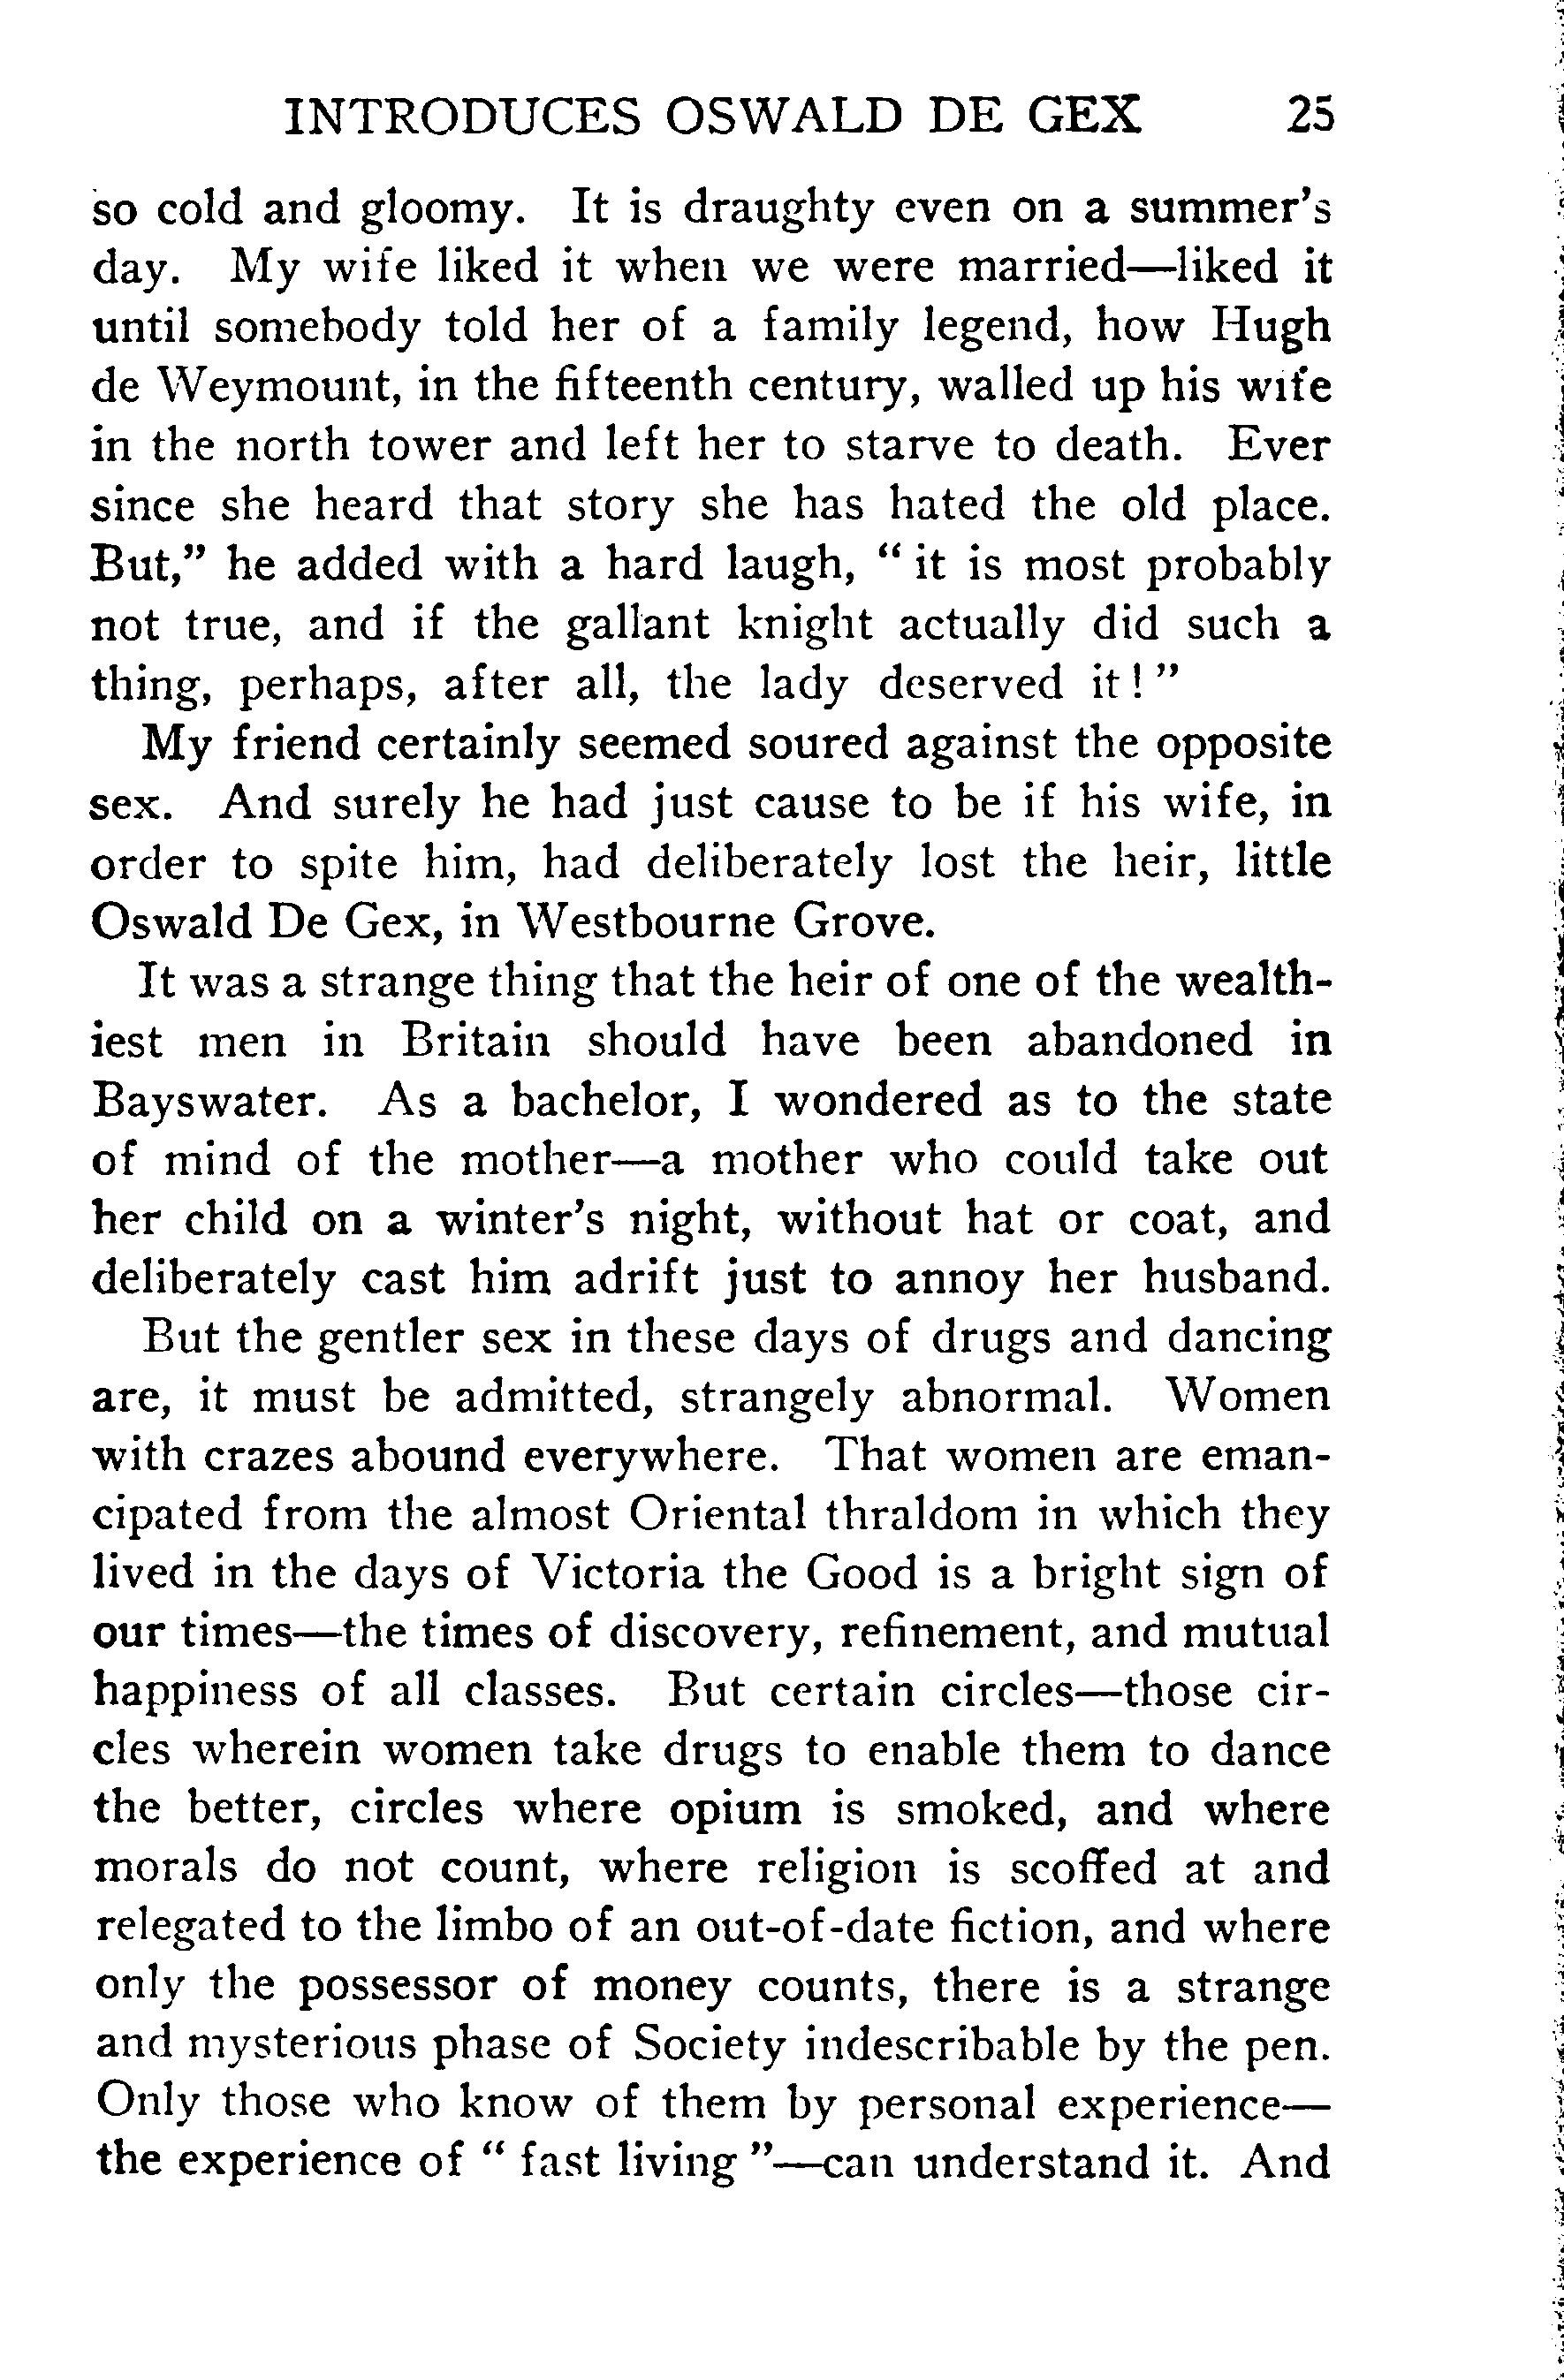 INTRODUCES OSWALD DE GEX 25
so cold and gloomy. It is draughty even on a summer's
day. My wife liked it when we were married—liked it
until somebody told her of a family legend, how Hugh
de Weymount, in the fifteenth century, walled up his wife
in the north tower and left her to starve to death. Ever
since she heard that story she has hated the old place.
But,” he added with a hard laugh, “ it is most probably
not true, and if the gallant knight actually did such a
thing, perhaps, after all, the lady deserved it! ”
My friend certainly seemed soured against the opposite
sex. And surely he had just cause to be if his wife, in
order to spite him, had deliberately lost the heir, little
Oswald De Gex, in Westbourne Grove.
It was a strange thing that the heir of one of the wealth-
iest men in Britain should have been abandoned in
Bayswater. As a bachelor, I wondered as to the state
of mind of the mother—a mother who could take out
her child on a winter's night, without hat or coat, and
deliberately cast him adrift just to annoy her husband.
But the gentler sex in these days of drugs and dancing
are, it must be admitted, strangely abnormal. Women
with crazes abound everywhere. That women are eman-
cipated from the almost Oriental thraldom in which they
lived in the days of Victoria the Good is a bright sign of
our times—the times of discovery, refinement, and mutual
happiness of all classes. But certain circles—those cir-
cles wherein women take drugs to enable them to dance
the better, circles where opium is smoked, and where
morals do not count, where religion is scoffed at and
relegated to the limbo of an out-of-date fiction, and where
only the possessor of money counts, there is a strange
and mysterious phase of Society indescribable by the pen.
Only those who know of them by personal experience—
the experience of “ fast living ”—can understand it. And